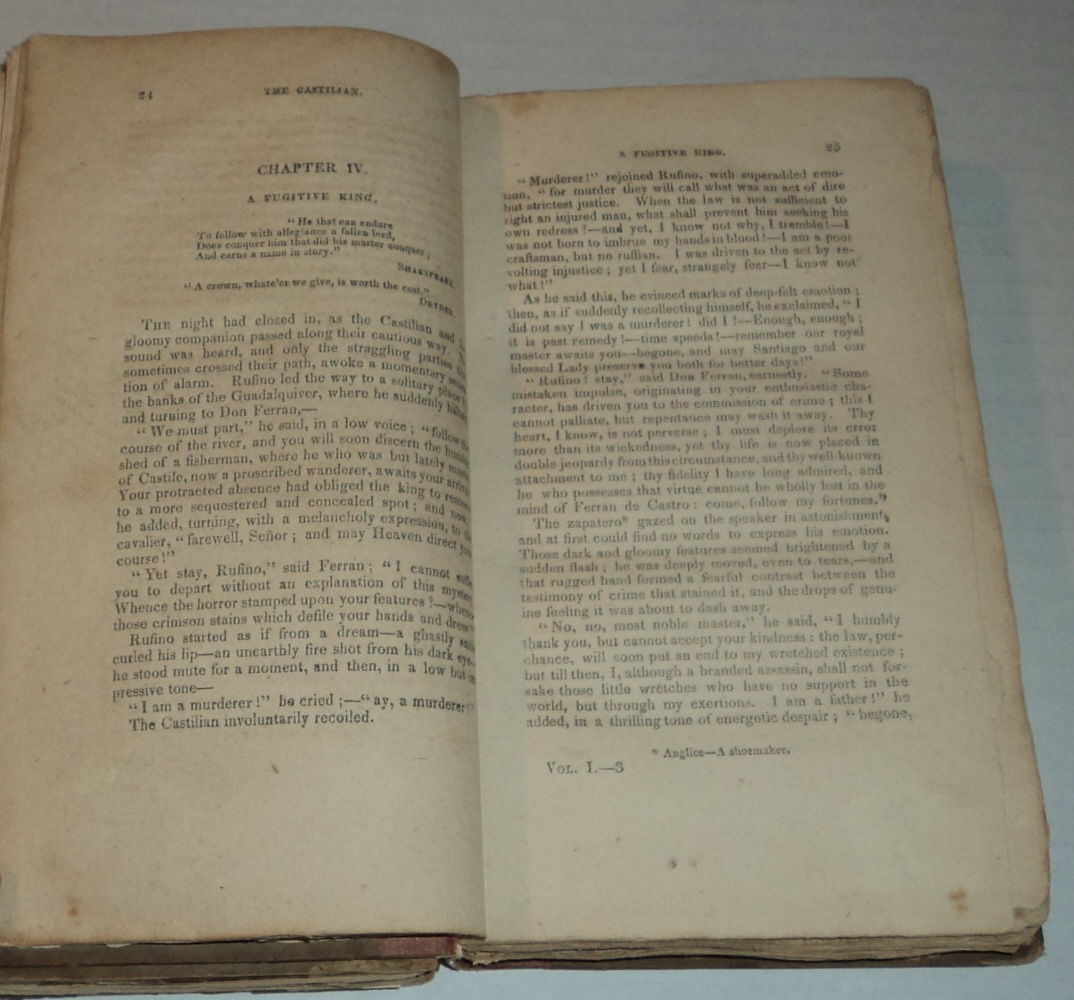 24
THE CASTILIAN.
CHAPTER IV.
A FUGITIVE KING.
"He that can endure
To follow with allegiance a fallen lord,
Does conquer him that did his master conquer;
And earns a name in story."
SHAKSPEARE.
"A crown, whate'er we give, is worth the cost."
DRYDEN.
THE night had closed in, as the Castilian and
gloomy companion passed along their cautious way.
sound was heard, and only the straggling parties
sometimes crossed their path, awoke a momentary
tion of alarm. Rufino led the way to a solitary place
the banks of the Guadalquiver, where he suddenly
and turning to Don Ferran,—
"We must part," he said, in a low voice; "follow
course of the river, and you will soon discern the
shed of a fisherman, where he who was but lately
of Castile, now a proscribed wanderer, awaits your
Your protracted absence had obliged the king to
to a more sequestered and concealed spot; and now,
he added, turning, with a melancholy expression, to
cavalier, "farewell, Señor; and may Heaven direct
course!"
"Yet stay, Rufino," said Ferran; "I cannot
you to depart without an explanation of this
Whence the horror stamped upon your features?—
those crimson stains which defile your hands and dress
Rufino started as if from a dream—a ghastly
curled his lip—an unearthly fire shot from his dark
he stood mute for a moment, and then, in a low but
pressive tone—
"I am a murderer!" he cried;—"ay, a murderer!"
The Castilian involuntarily recoiled.
A FUGITIVE KING.
25
"Murderer!" rejoined Rufino, with superadded emo-
tion, "for murder they will call what was an act of dire
but strictest justice. When the law is not sufficient to
right an injured man, what shall prevent him seeking his
own redress?—and yet, I know not why, I tremble!—I
was not born to imbrue my hands in blood!—I am a poor
craftsman, but no ruffian. I was driven to the act by re-
volting injustice; yet I fear, strangely fear—I know not
what!"
As he said this, he evinced marks of deep-felt emotion;
then, as if suddenly recollecting himself, he exclaimed, "I
did not say I was a murderer! did I?—Enough, enough;
it is past remedy!—time speeds!—remember our royal
master awaits you—begone, and may Santiago and our
blessed Lady preserve you both for better days!"
"Rufino! stay," said Don Ferran, earnestly. "Some
mistaken impulse, originating in your enthusiastic cha-
racter, has driven you to the commission of crime; this I
cannot palliate, but repentance may wash it away. Thy
heart, I know, is not perverse; I must deplore its error
more than its wickedness, yet thy life is now placed in
double jeopardy from this circumstance, and thy well-known
attachment to me; thy fidelity I have long admired, and
he who possesses that virtue cannot be wholly lost in the
mind of Ferran de Castro: come, follow my fortunes."
The zapatero* gazed on the speaker in astonishment,
and at first could find no words to express his emotion.
Those dark and gloomy features seemed brightened by a
sudden flash; he was deeply moved, even to tears,—and
that rugged hand formed a fearful contrast between the
testimony of crime that stained it, and the drops of genu-
ine feeling it was about to dash away.
"No, no, most noble master," he said, "I humbly
thank you, but cannot accept your kindness: the law, per-
chance, will soon put an end to my wretched existence;
but till then, I, although a branded assassin, shall not for-
sake those little wretches who have no support in the
world, but through my exertions. I am a father!" he
added, in a thrilling tone of energetic despair; "begone,
* Anglice—A shoemaker.
VOL. I.—3